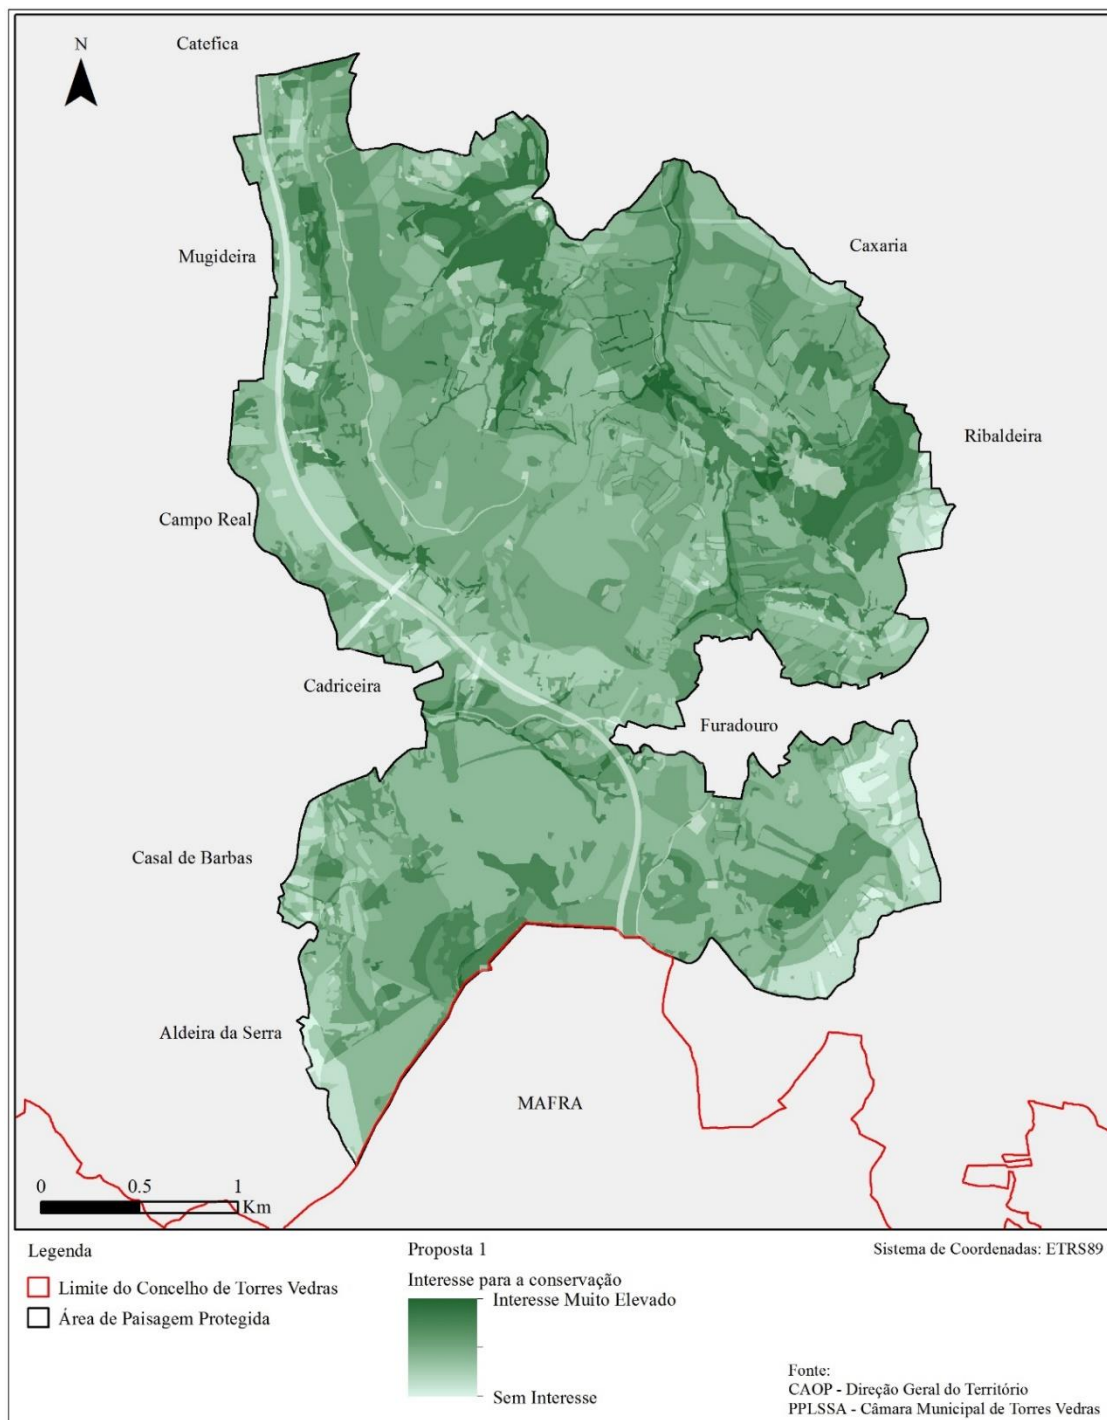 Catefica
N
Mugideira
Caxaria
Ribaldeira
Campo Real
Cadriceira
Furadouro
Casal de Barbas
Aldeira da Serra
MAFRA
0 0.5 1
Km
Legenda
Limite do Concelho de Torres Vedras
Área de Paisagem Protegida
Proposta 1
Interesse para a conservação
Interesse Muito Elevado
Sem Interesse
Sistema de Coordenadas: ETRS89
Fonte:
CAOP - Direção Geral do Território
PPLSSA - Câmara Municipal de Torres Vedras